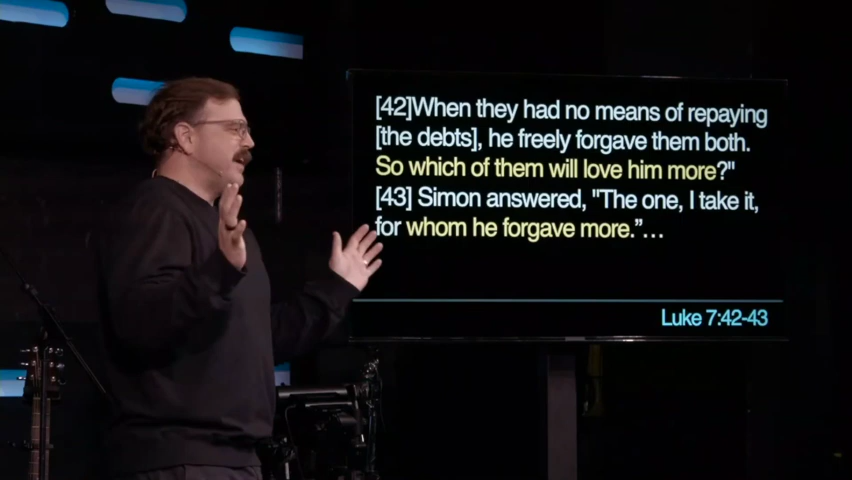 [42]When they had no means of repaying
[the debts], he freely forgave them both.
So which of them will love him more?"
[43] Simon answered, "The one, I take it,
for whom he forgave more.”…
Luke 7:42-43